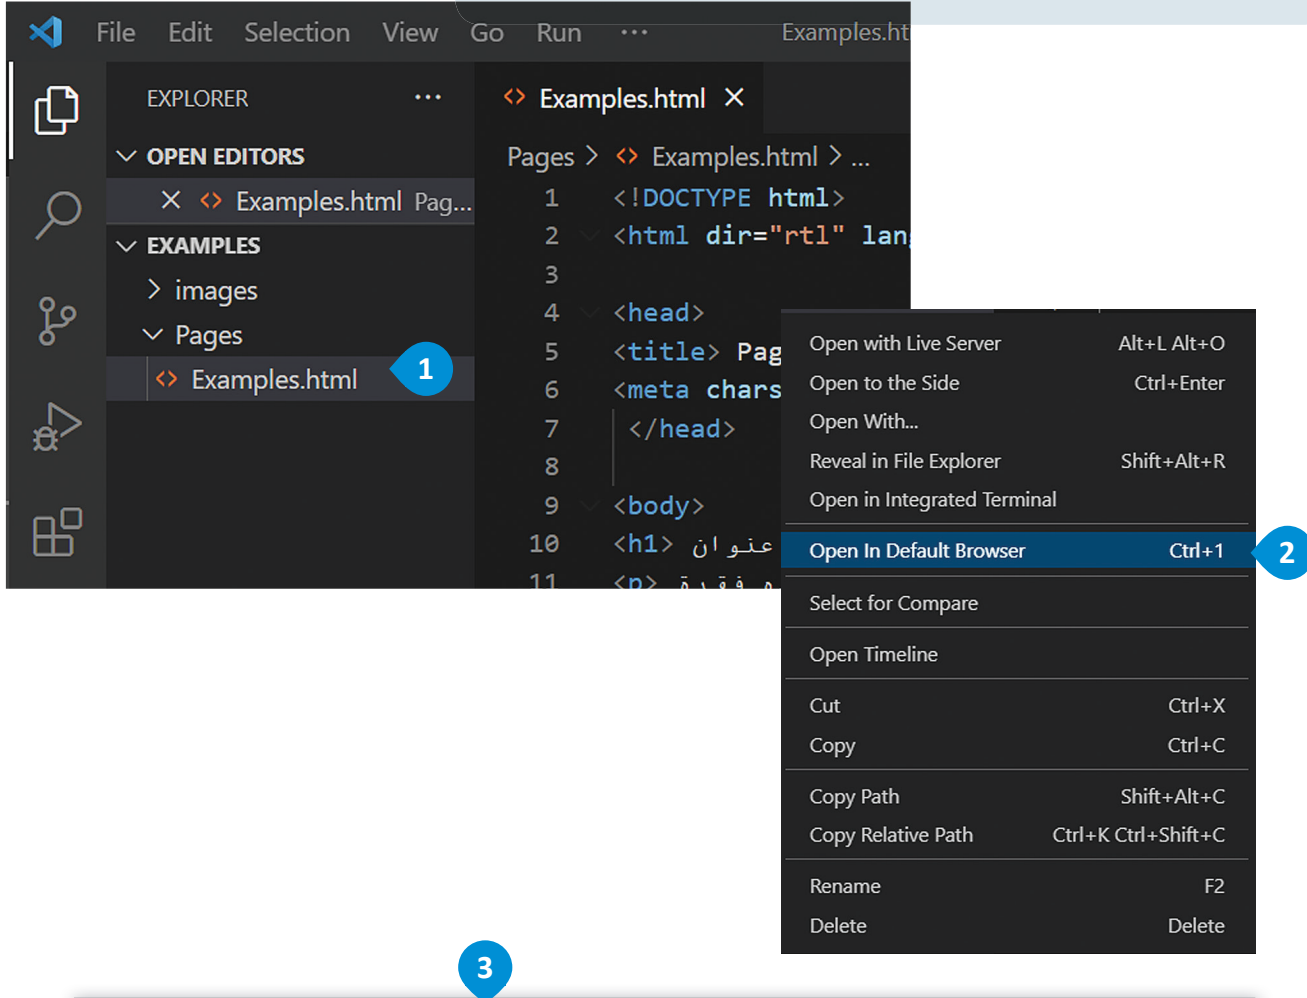 File Edit Selection View Go Run ··· Examples.ht
EXPLORER ···
OPEN EDITORS
Examples.html Pag...
EXAMPLES
images
Pages
Examples.html
1
Examples.html
Pages > Examples.html > ...
1 <!DOCTYPE html>
2 <html dir="rtl" lang
3
4 <head>
5 <title> Pag
6 <meta chars
7 </head>
8
9 <body>
10 <h1> عنوان
11 <p> ه فقرة
Open with Live Server Alt+L Alt+O
Open to the Side Ctrl+Enter
Open With...
Reveal in File Explorer Shift+Alt+R
Open in Integrated Terminal
Open In Default Browser Ctrl+1
2
Select for Compare
Open Timeline
Cut Ctrl+X
Copy Ctrl+C
Copy Path Shift+Alt+C
Copy Relative Path Ctrl+K Ctrl+Shift+C
Rename F2
Delete Delete
3